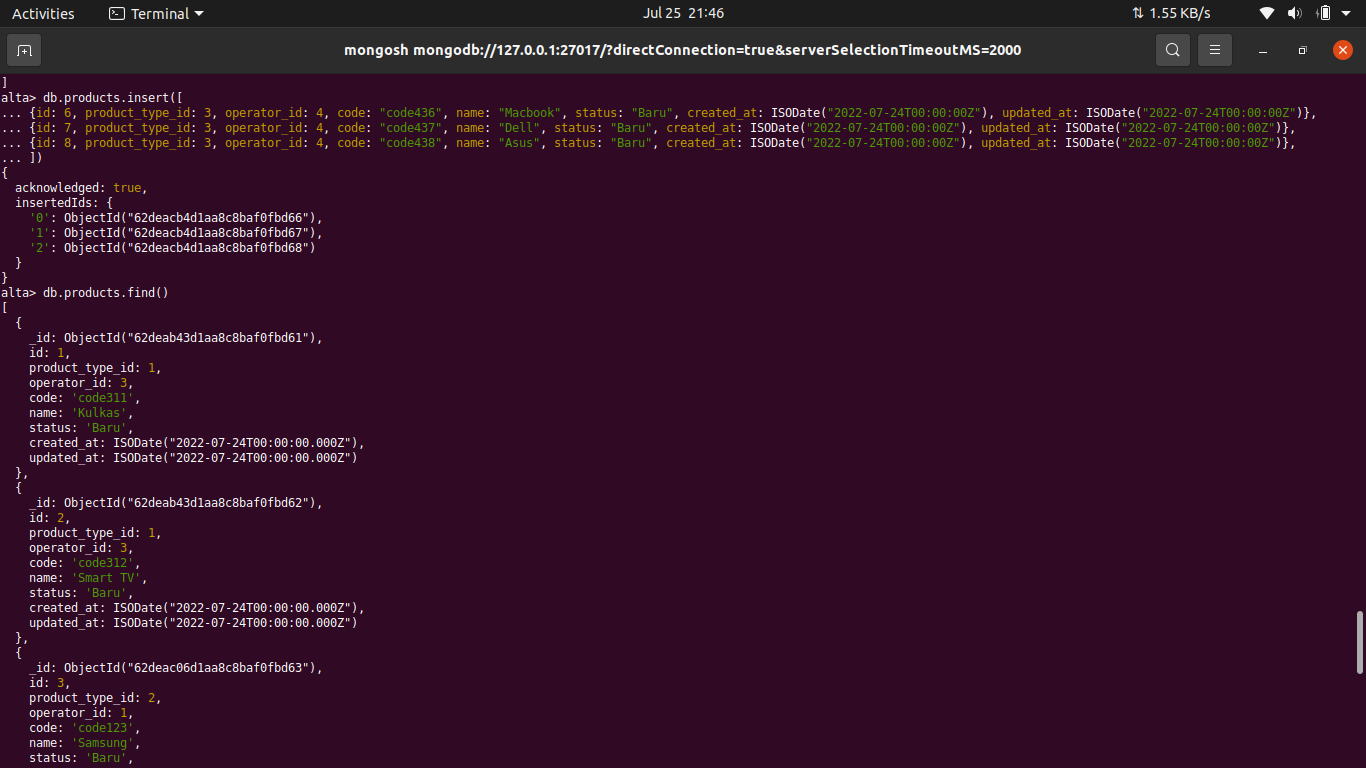 Activities Terminal Jul 25 21:46 1.55 KB/s
mongosh mongodb://127.0.0.1:27017/?directConnection=true&serverSelectionTimeoutMS=2000
]
alta> db.products.insert([
... {id: 6, product_type_id: 3, operator_id: 4, code: "code436", name: "Macbook", status: "Baru", created_at: ISODate("2022-07-24T00:00:00Z"), updated_at: ISODate("2022-07-24T00:00:00Z")},
... {id: 7, product_type_id: 3, operator_id: 4, code: "code437", name: "Dell", status: "Baru", created_at: ISODate("2022-07-24T00:00:00Z"), updated_at: ISODate("2022-07-24T00:00:00Z")},
... {id: 8, product_type_id: 3, operator_id: 4, code: "code438", name: "Asus", status: "Baru", created_at: ISODate("2022-07-24T00:00:00Z"), updated_at: ISODate("2022-07-24T00:00:00Z")},
... ])
{
  acknowledged: true,
  insertedIds: {
    '0': ObjectId("62deacb4d1aa8c8baf0fbd66"),
    '1': ObjectId("62deacb4d1aa8c8baf0fbd67"),
    '2': ObjectId("62deacb4d1aa8c8baf0fbd68")
  }
}
alta> db.products.find()
[
  {
    _id: ObjectId("62deab43d1aa8c8baf0fbd61"),
    id: 1,
    product_type_id: 1,
    operator_id: 3,
    code: 'code311',
    name: 'Kulkas',
    status: 'Baru',
    created_at: ISODate("2022-07-24T00:00:00.000Z"),
    updated_at: ISODate("2022-07-24T00:00:00.000Z")
  },
  {
    _id: ObjectId("62deab43d1aa8c8baf0fbd62"),
    id: 2,
    product_type_id: 1,
    operator_id: 3,
    code: 'code312',
    name: 'Smart TV',
    status: 'Baru',
    created_at: ISODate("2022-07-24T00:00:00.000Z"),
    updated_at: ISODate("2022-07-24T00:00:00.000Z")
  },
  {
    _id: ObjectId("62deac06d1aa8c8baf0fbd63"),
    id: 3,
    product_type_id: 2,
    operator_id: 1,
    code: 'code123',
    name: 'Samsung',
    status: 'Baru',